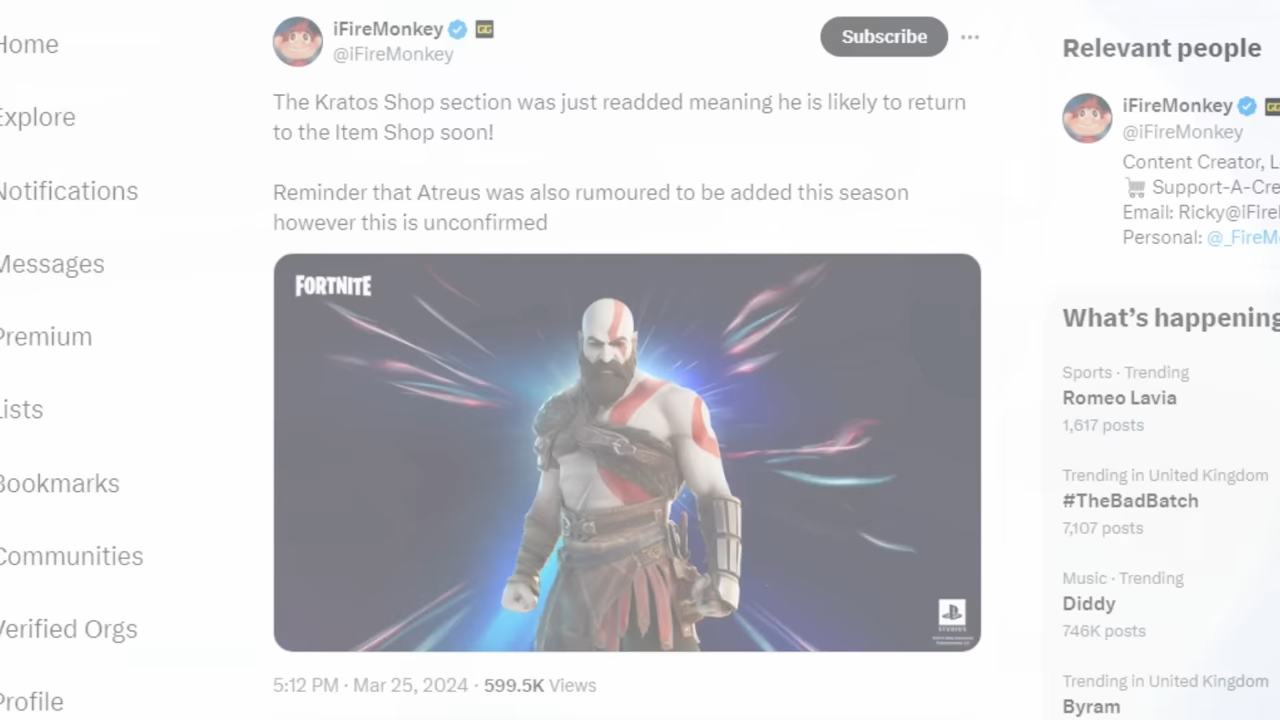 Home
Explore
Notifications
Messages
Premium
Lists
Bookmarks
Communities
Verified Orgs
Profile
iFireMonkey GG
@iFireMonkey
Subscribe
The Kratos Shop section was just readded meaning he is likely to return
to the Item Shop soon!
Reminder that Atreus was also rumoured to be added this season
however this is unconfirmed
FORTNITE
STUDIOS
5:12 PM · Mar 25, 2024 · 599.5K Views
Relevant people
iFireMonkey GG
@iFireMonkey
Content Creator, L
Support-A-Cre
Email: Ricky@iFireM
Personal: @_FireMo
What’s happening
Sports · Trending
Romeo Lavia
1,617 posts
Trending in United Kingdom
#TheBadBatch
7,107 posts
Music · Trending
Diddy
746K posts
Trending in United Kingdom
Byram